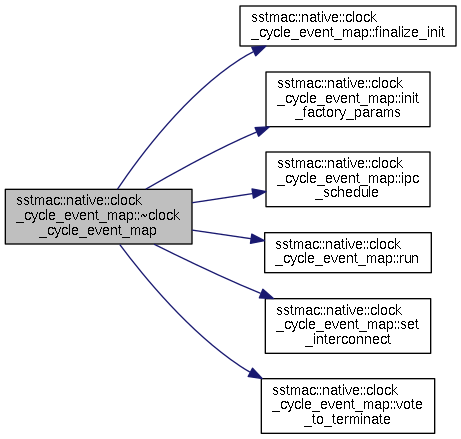 sstmac::native::clock
_cycle_event_map::~clock
_cycle_event_map
sstmac::native::clock
_cycle_event_map::finalize_init
sstmac::native::clock
_cycle_event_map::init
_factory_params
sstmac::native::clock
_cycle_event_map::ipc
_schedule
sstmac::native::clock
_cycle_event_map::run
sstmac::native::clock
_cycle_event_map::set
_interconnect
sstmac::native::clock
_cycle_event_map::vote
_to_terminate